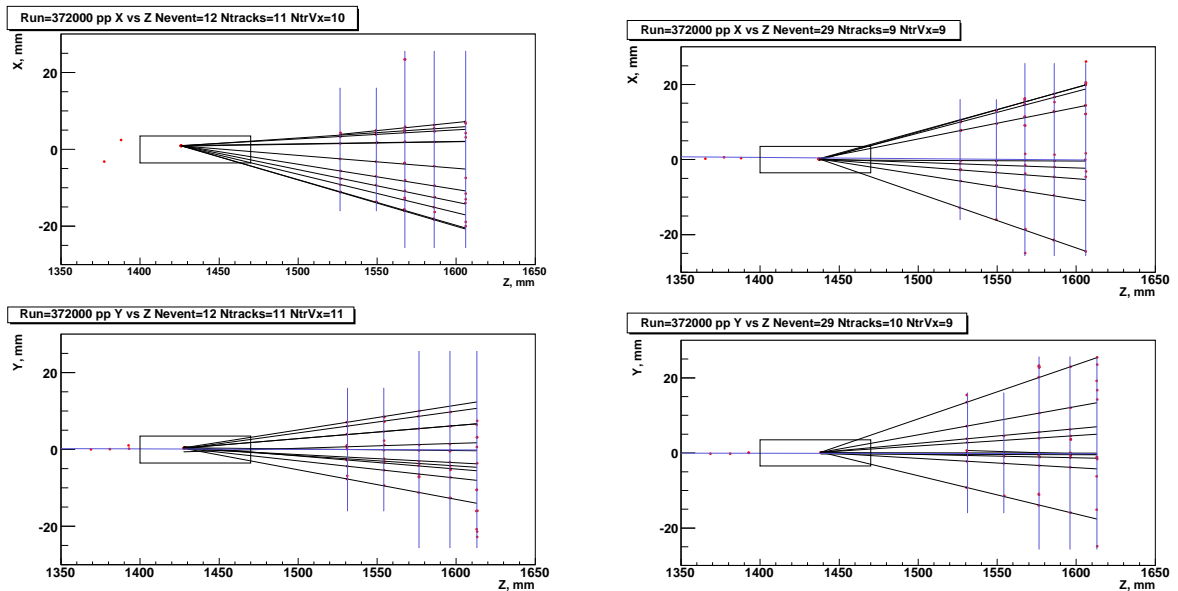 Run=372000 pp X vs Z Nevent=12 Ntracks=11 NtrVx=10
X, mm
20
0
-20
1350 1400 1450 1500 1550 1600 1650
Z, mm
Run=372000 pp X vs Z Nevent=29 Ntracks=9 NtrVx=9
X, mm
20
0
-20
1350 1400 1450 1500 1550 1600 1650
Z, mm
Run=372000 pp Y vs Z Nevent=12 Ntracks=11 NtrVx=11
Y, mm
20
0
-20
1350 1400 1450 1500 1550 1600 1650
Z, mm
Run=372000 pp Y vs Z Nevent=29 Ntracks=10 NtrVx=9
Y, mm
20
0
-20
1350 1400 1450 1500 1550 1600 1650
Z, mm